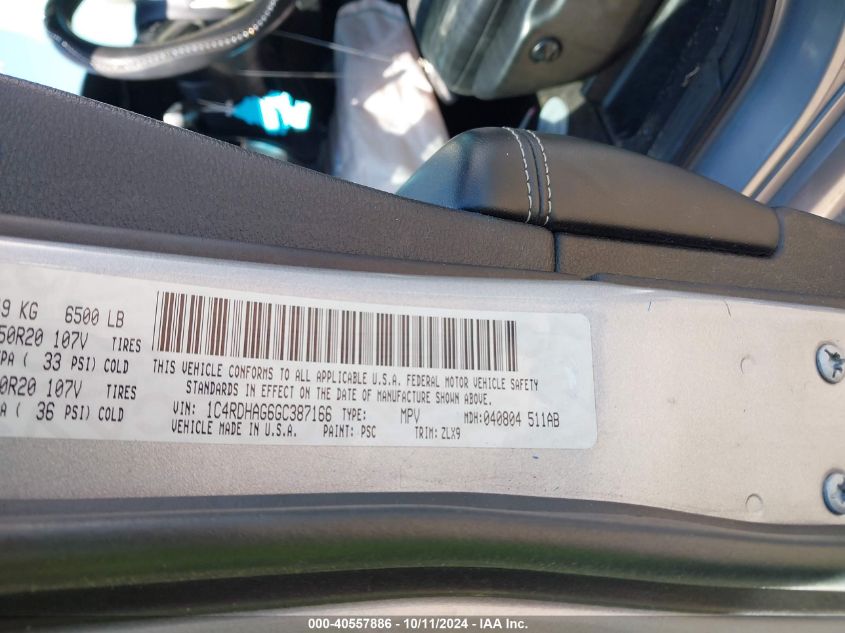 9 KG 6500 LB
50R20 107V TIRES
PA ( 33 PSI) COLD
0R20 107V TIRES
A ( 36 PSI) COLD
THIS VEHICLE CONFORMS TO ALL APPLICABLE U.S.A. FEDERAL MOTOR VEHICLE SAFETY
STANDARDS IN EFFECT ON THE DATE OF MANUFACTURE SHOWN ABOVE.
VIN: 1C4RDHAG6GC387166 TYPE: MPV MDH:040804 511AB
VEHICLE MADE IN U.S.A. PAINT: PSC TRIM: ZLX9
000-40557886 - 10/11/2024 - IAA Inc.